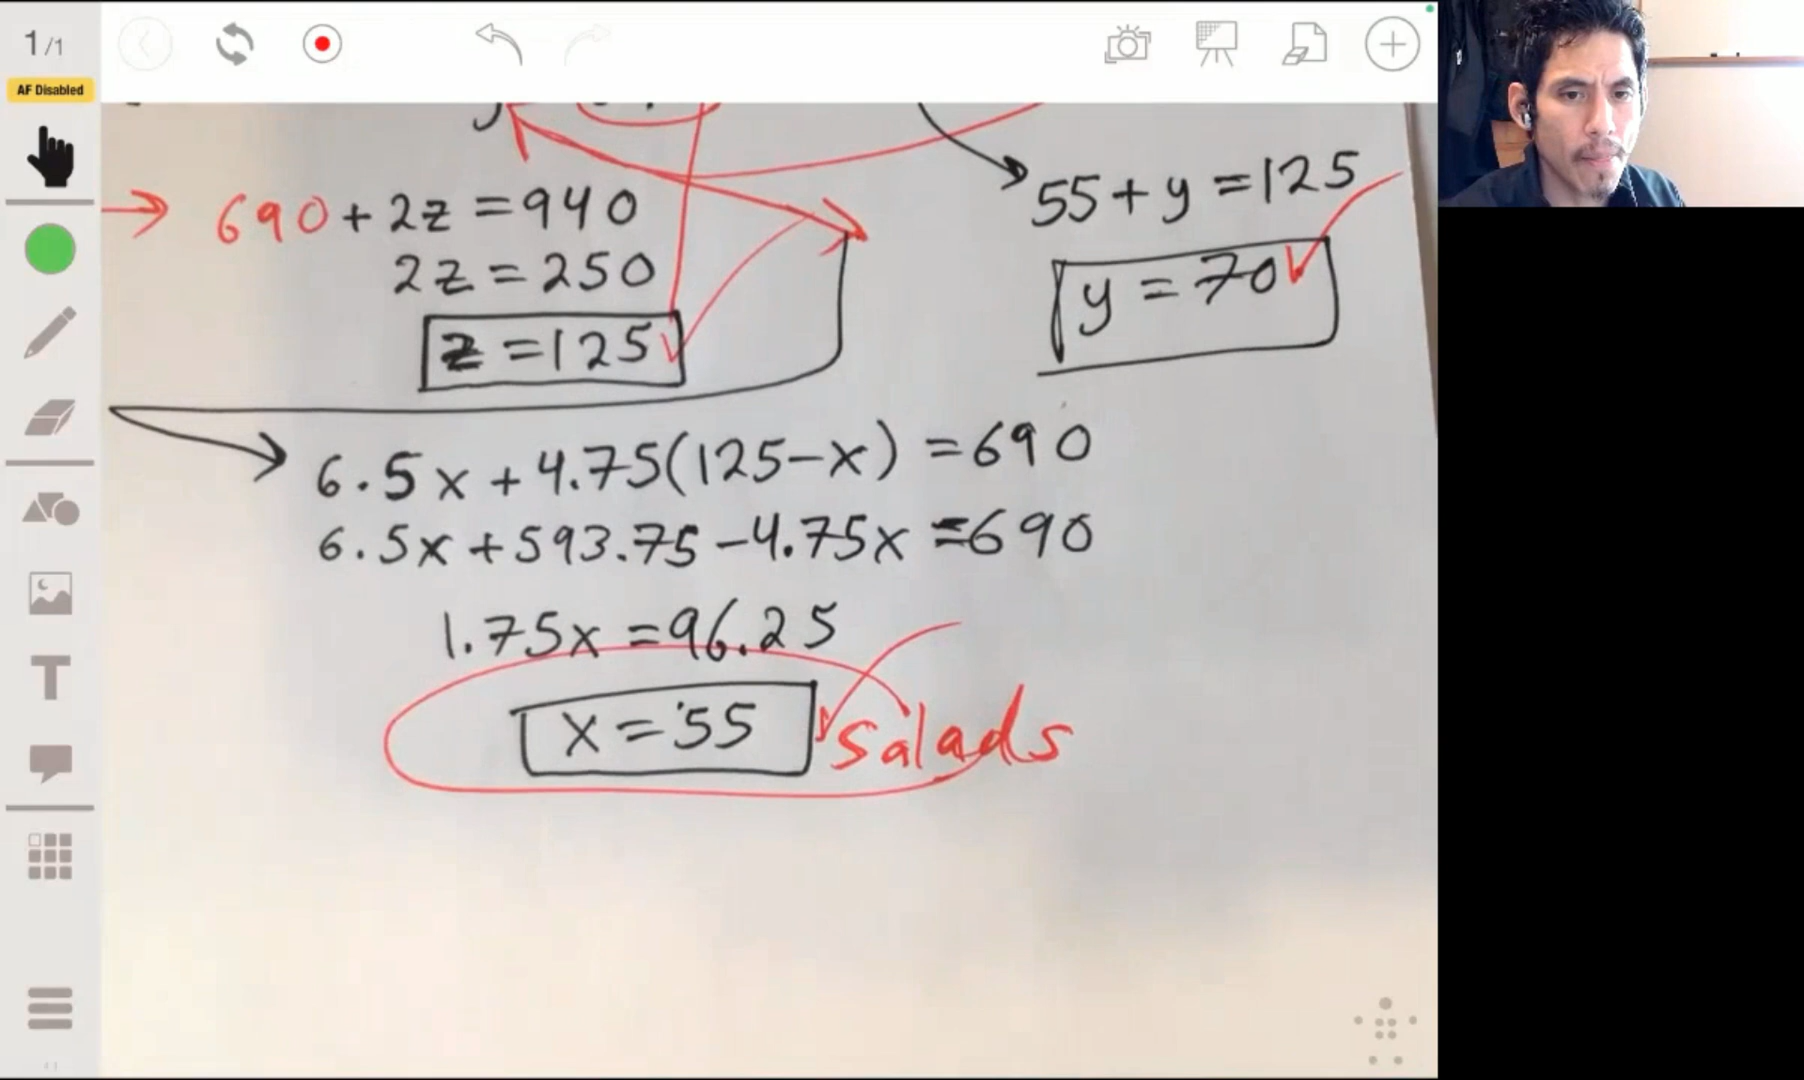 1/1
AF Disabled
690 + 2z = 940
2z = 250
z = 125
55 + y = 125
y = 70
6.5x + 4.75(125 - x) = 690
6.5x + 593.75 - 4.75x = 690
1.75x = 96.25
x = 55 salads
T